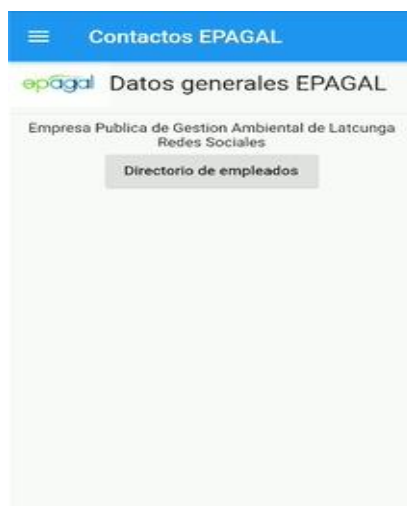 Contactos EPAGAL
epagal Datos generales EPAGAL
Empresa Publica de Gestion Ambiental de Latcunga
Redes Sociales
Directorio de empleados